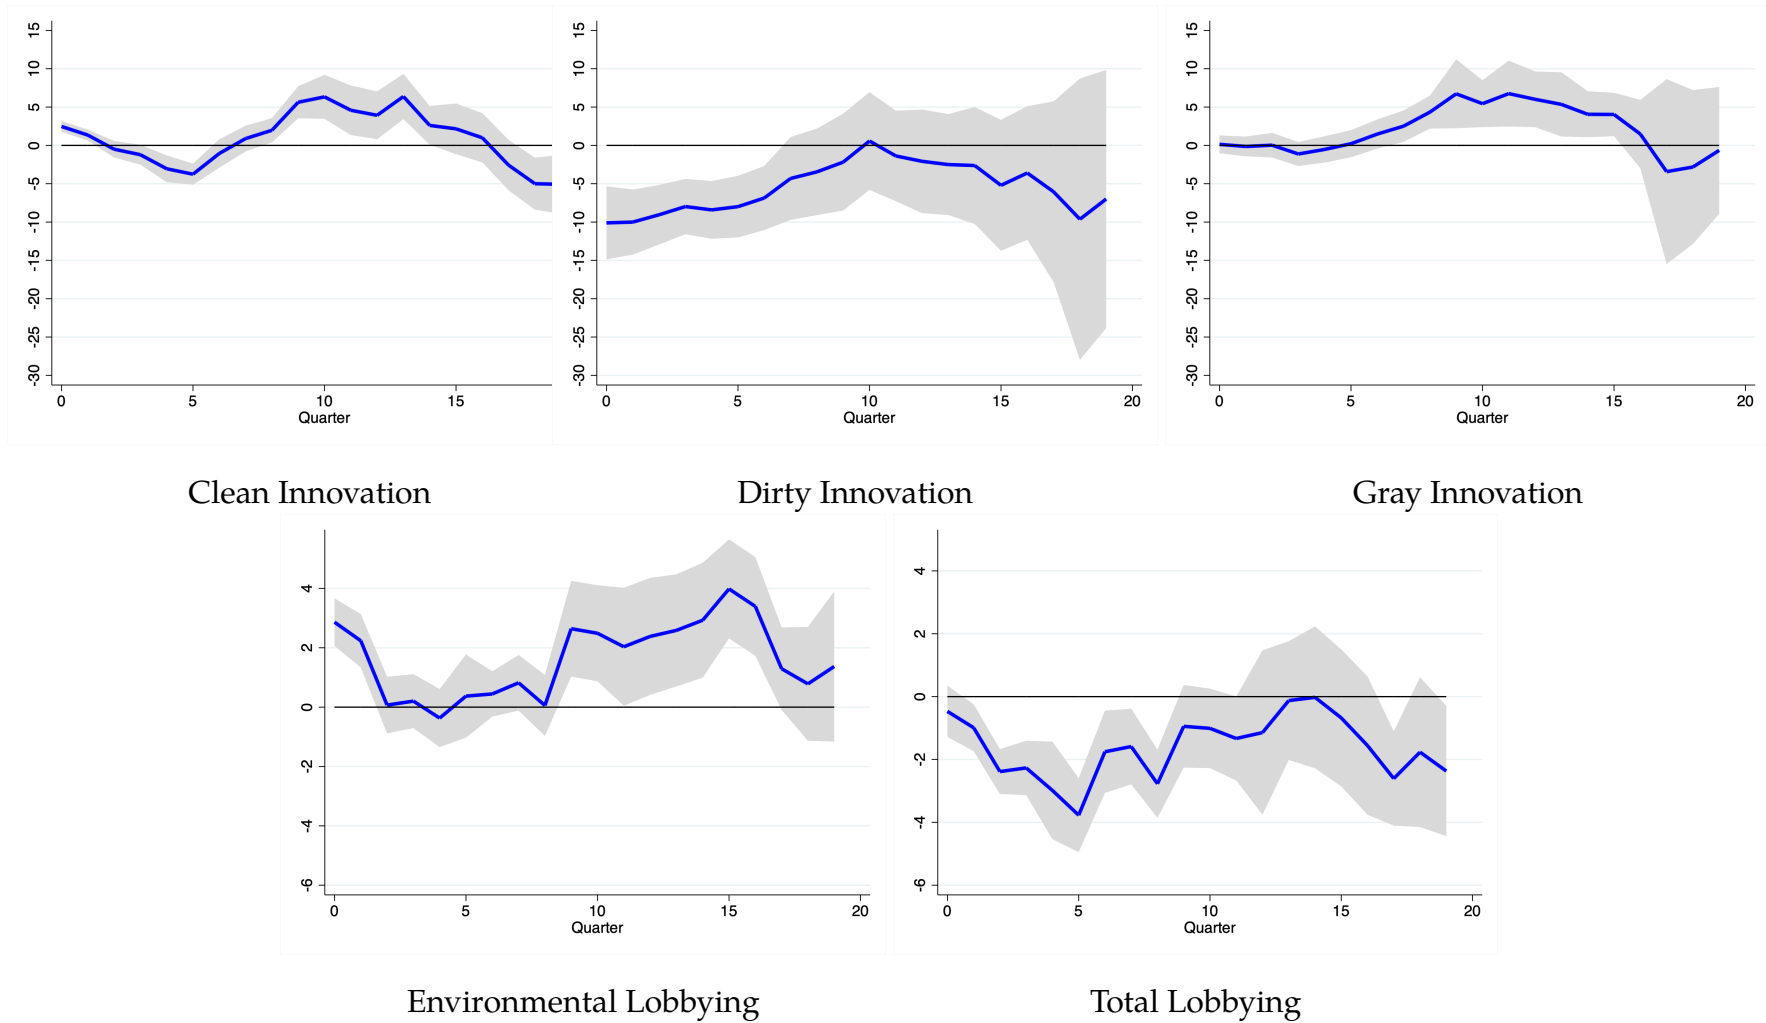 15
10
5
0
-5
-10
-15
-20
-25
-30
0 5 10 15
Quarter
15
10
5
0
-5
-10
-15
-20
-25
-30
0 5 10 15 20
Quarter
15
10
5
0
-5
-10
-15
-20
-25
-30
0 5 10 15 20
Quarter
Clean Innovation
Dirty Innovation
Gray Innovation
4
2
0
-2
-4
-6
0 5 10 15 20
Quarter
4
2
0
-2
-4
-6
0 5 10 15 20
Quarter
Environmental Lobbying
Total Lobbying